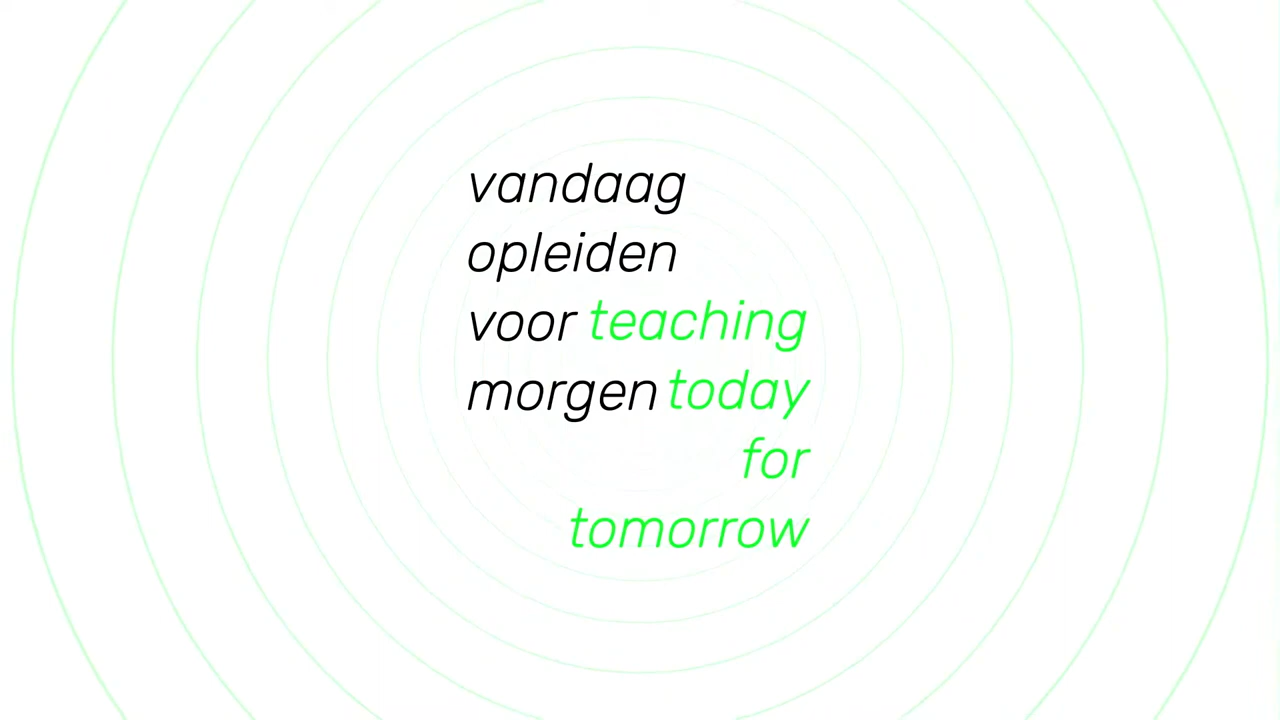 vandaag
opleiden
voor teaching
morgen today
for
tomorrow